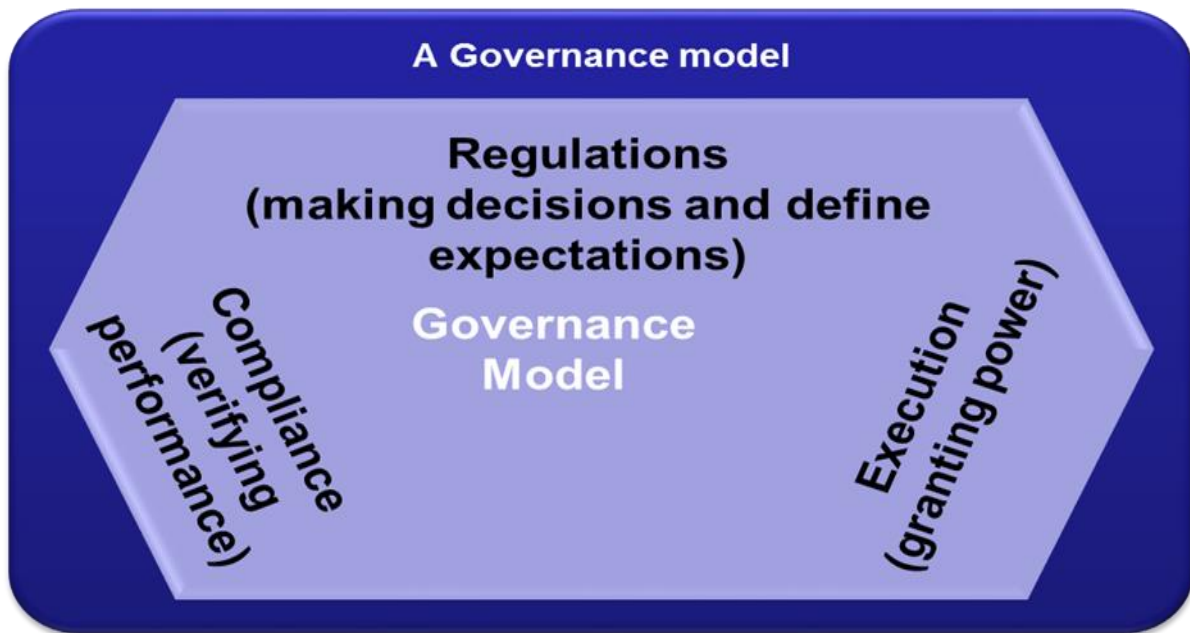 A Governance model
Regulations
(making decisions and define
expectations)
Governance
Model
Compliance
(verifying
performance)
Execution
(granting power)